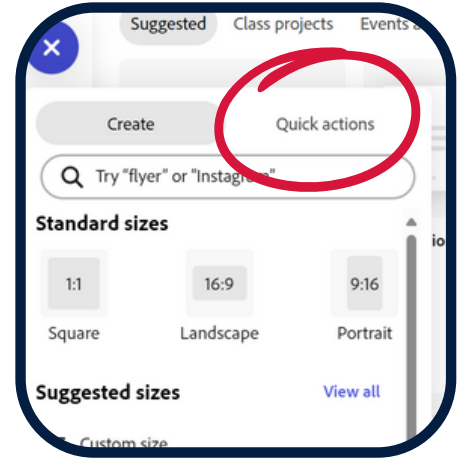 Suggested Class projects Events
Create Quick actions
Try "flyer" or "Instagram"
Standard sizes
1:1 16:9 9:16
Square Landscape Portrait
Suggested sizes View all
Custom size